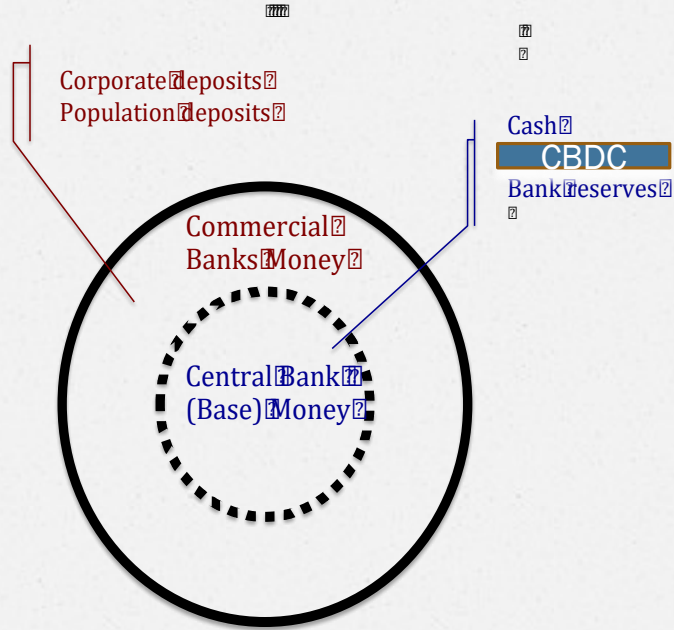 Corporate deposits
Population deposits
Cash
CBDC
Bank reserves
Commercial
Banks Money
Central Bank
(Base) Money